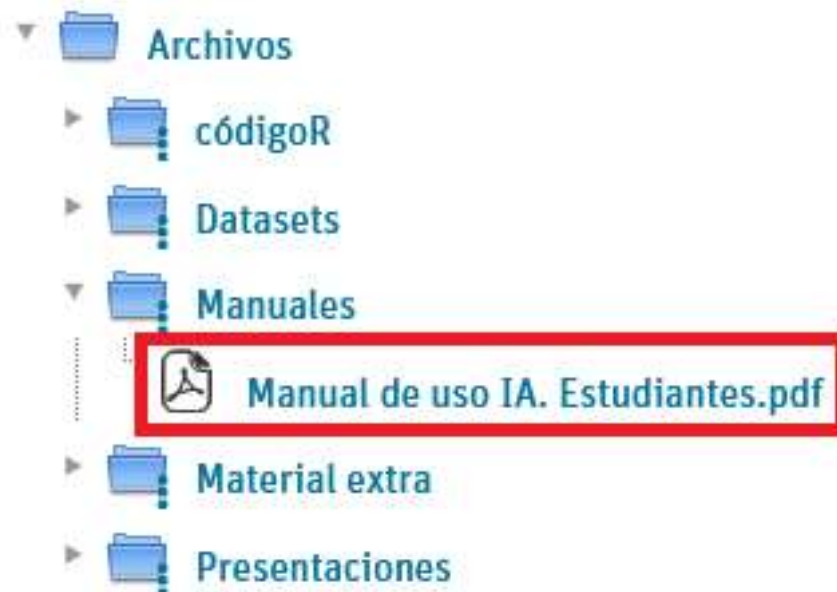 Archivos
códigoR
Datasets
Manuales
Manual de uso IA. Estudiantes.pdf
Material extra
Presentaciones